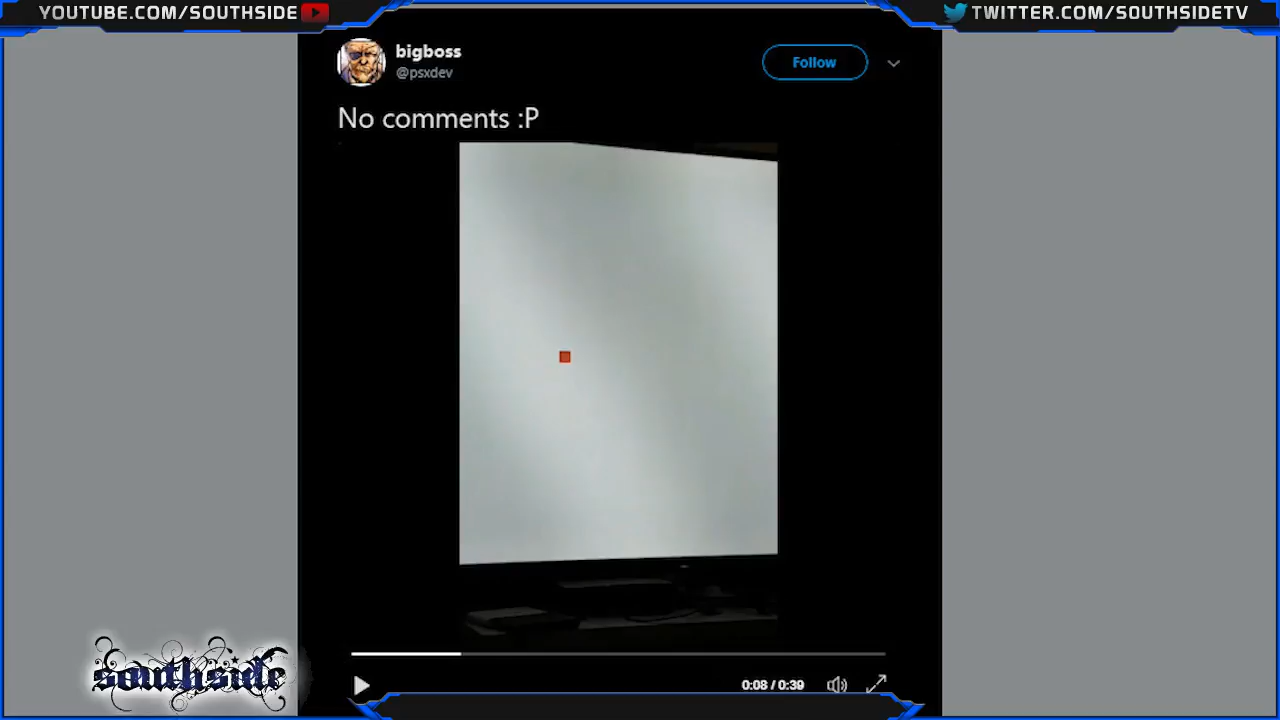 YOUTUBE.COM/SOUTHSIDE
TWITTER.COM/SOUTHSIDETV
bigboss
@psxdev
Follow
No comments :P
0:08 / 0:39
southside